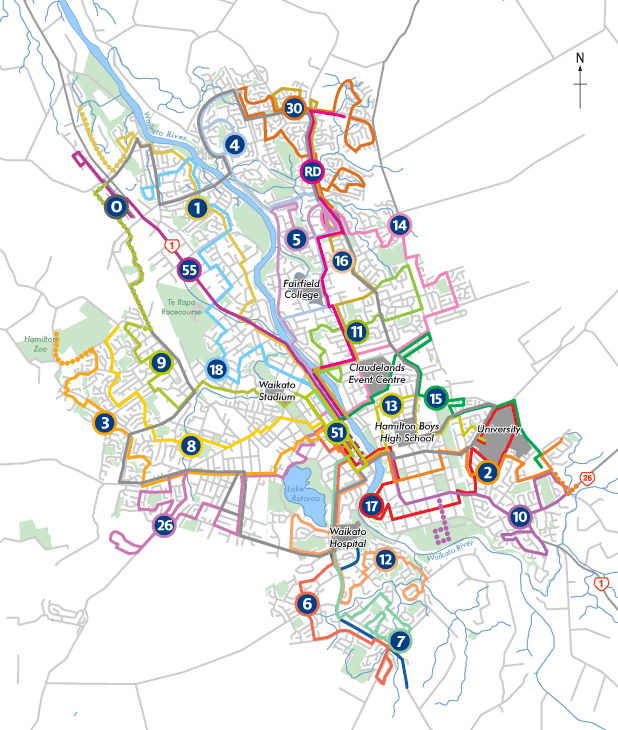 N
30
Waikato River
4
RD
O
1
14
5
1
16
55
Fairfield
College
Te Rapa
Racecourse
11
Hamilton
Zoo
9
18
Claudelands
Event Centre
Waikato
Stadium
15
13
3
51
Hamilton Boys
High School
University
8
2
26
Lake
Rotoroa
17
10
26
Waikato
Hospital
Waikato River
12
1
6
7